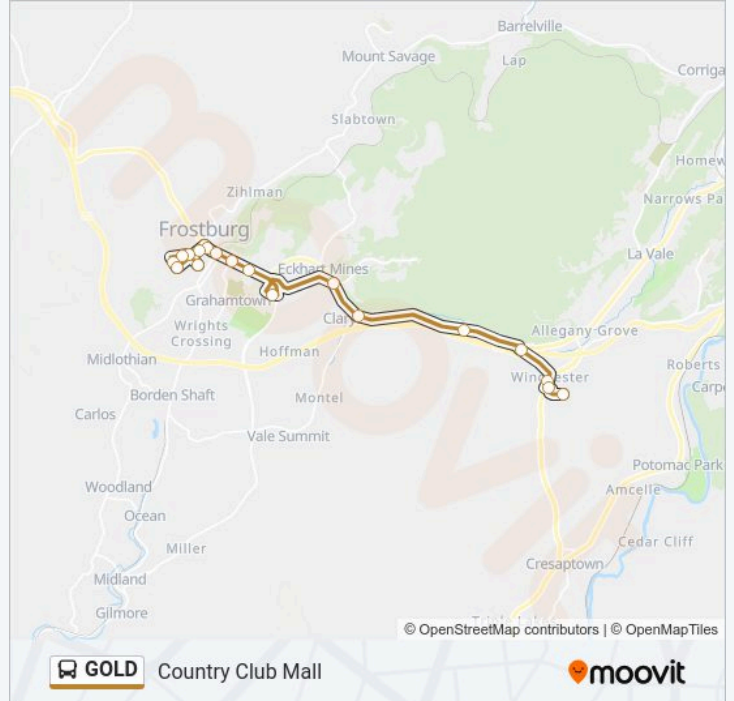 Barrelville
Mount Savage
Lap
Corriga
Slabtown
Homew
Zihlman
Narrows Pa
Frostburg
La Vale
Eckhart Mines
Grahamtown
Clary
Wrights
Crossing
Allegany Grove
Hoffman
Midlothian
Roberts
Winchester
Carpe
Borden Shaft
Montel
Carlos
Vale Summit
Potomac Park
Woodland
Amcelle
Ocean
Cedar Cliff
Miller
Cresaptown
Midland
Gilmore
© OpenStreetMap contributors | © OpenMapTiles
GOLD Country Club Mall
moovit
moovit